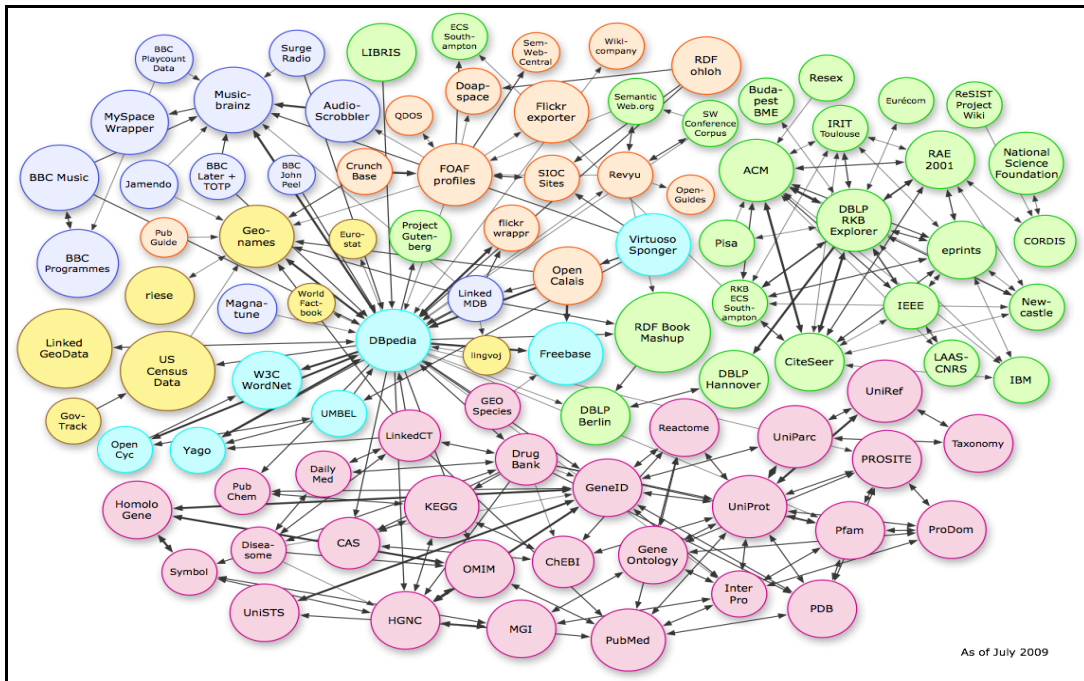 BBC
Playcount
Data
Surge
Radio
LIBRIS
ECS
South-
ampton
Sem-
Web-
Central
Wiki-
company
RDF
ohloh
Music-
brainz
Audio-
Scrobbler
Doap-
space
Flickr
exporter
Semantic
Web.org
SW
Conference
Corpus
Buda-
pest
BME
Resex
Eurécom
ReSIST
Project
Wiki
MySpace
Wrapper
QDOS
IRIT
Toulouse
RAE
2001
National
Science
Foundation
BBC Music
Jamendo
BBC
Later +
TOTP
BBC
John
Peel
Crunch
Base
FOAF
profiles
SIOC
Sites
Revyu
Open-
Guides
ACM
DBLP
RKB
Explorer
Pub
Guide
Geo-
names
Euro-
stat
Project
Guten-
berg
flickr
wrappr
Virtuoso
Sponger
Pisa
eprints
CORDIS
BBC
Programmes
riese
Magna-
tune
World
Fact-
book
Linked
MDB
Open
Calais
RKB
ECS
South-
ampton
IEEE
New-
castle
Linked
GeoData
US
Census
Data
DBpedia
lingvoj
Freebase
RDF Book
Mashup
CiteSeer
LAAS-
CNRS
IBM
W3C
WordNet
DBLP
Hannover
Gov-
Track
Open
Cyc
Yago
UMBEL
GEO
Species
DBLP
Berlin
UniRef
LinkedCT
Reactome
UniParc
Taxonomy
Drug
Bank
PROSITE
Daily
Med
Pub
Chem
Homolo
Gene
KEGG
GeneID
UniProt
Pfam
ProDom
Disea-
some
CAS
ChEBI
Gene
Ontology
Symbol
OMIM
Inter
Pro
UniSTS
HGNC
MGI
PubMed
PDB
As of July 2009